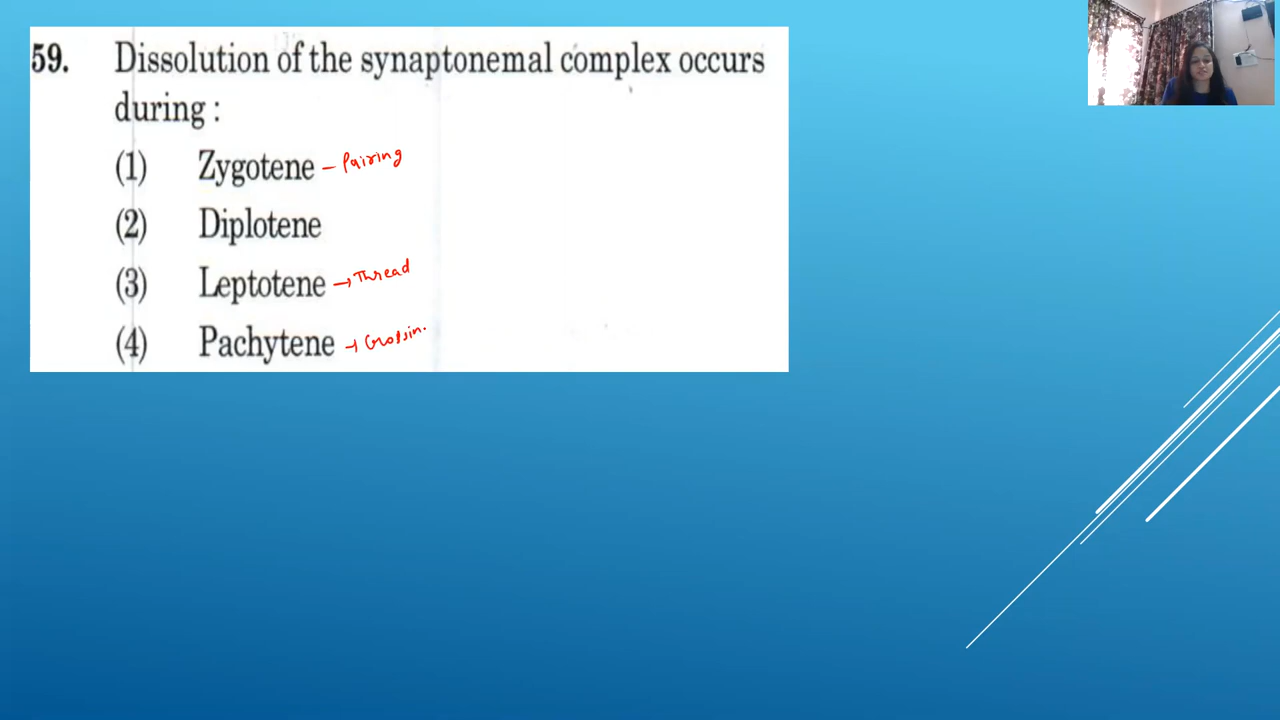 59. Dissolution of the synaptonemal complex occurs
during :
(1) Zygotene – Pairing
(2) Diplotene
(3) Leptotene → Thread
(4) Pachytene →